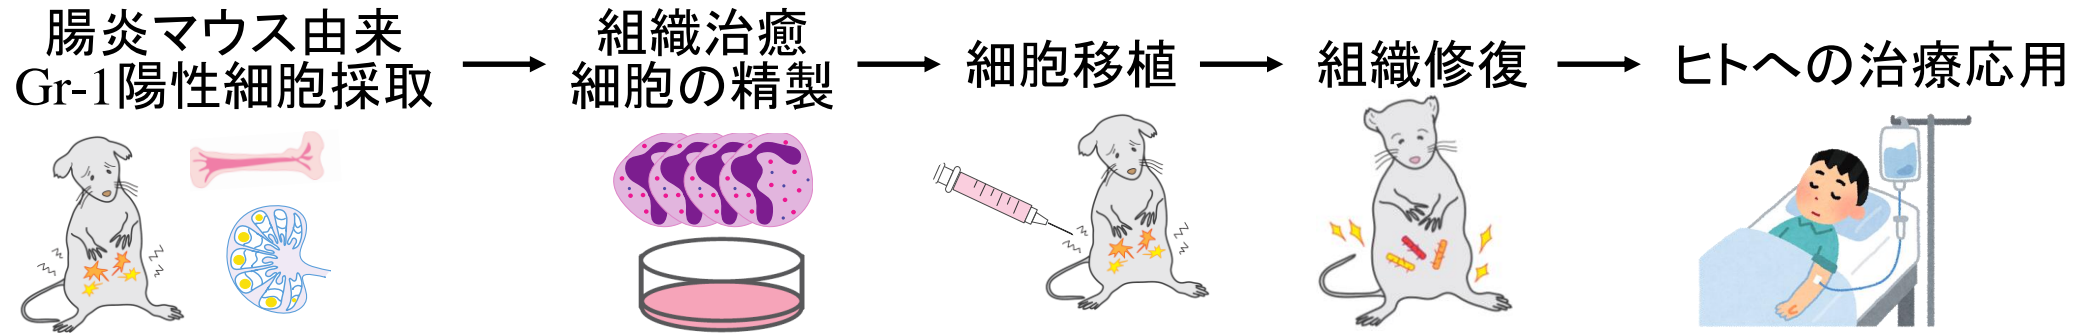 腸炎マウス由来
Gr-1陽性細胞採取
組織治癒
細胞の精製
細胞移植
組織修復
ヒトへの治療応用